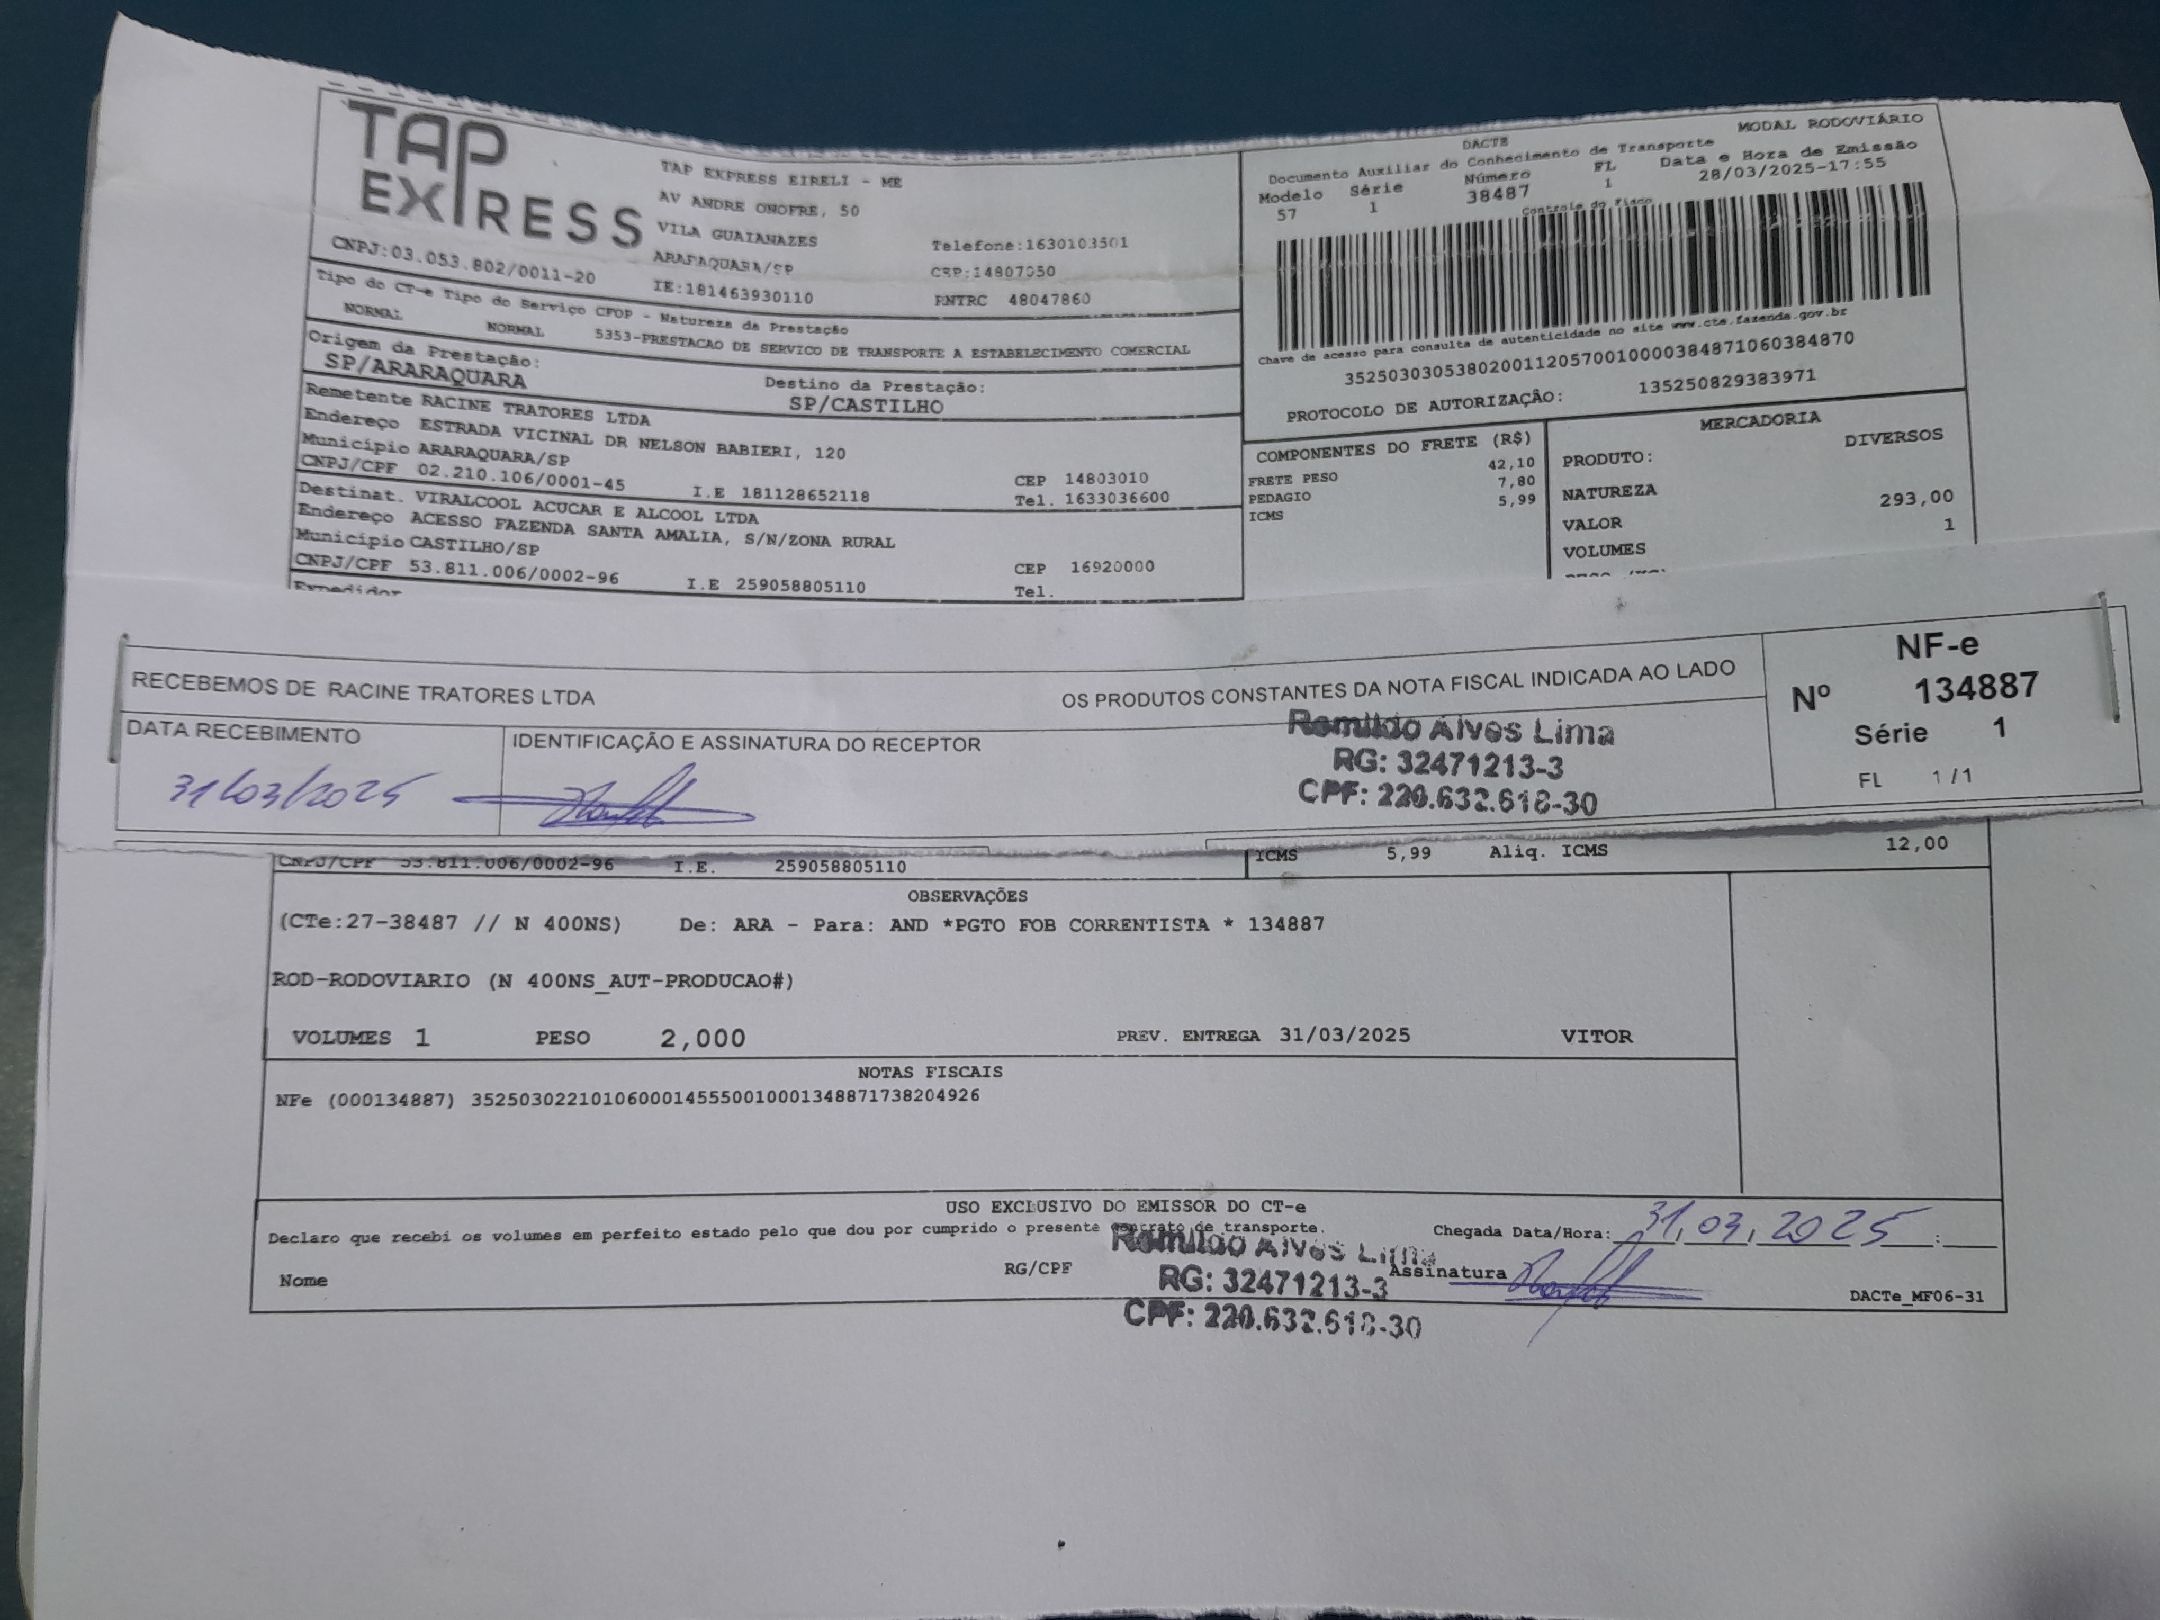 TAP
EXPRESS
TAP EXPRESS EIRELI - ME
AV ANDRE ONOFRE, 50
VILA GUAIANAZES
Telefone:1630103501
ARARAQUARA/SP
CEP:14807050
CNPJ:03.053.802/0011-20
IE:181463930110
RNTRC 48047860
Tipo do CT-e Tipo do Serviço CFOP - Natureza da Prestação
NORMAL NORMAL 5353-PRESTACAO DE SERVICO DE TRANSPORTE A ESTABELECIMENTO COMERCIAL
Origem da Prestação:
SP/ARARAQUARA
Destino da Prestação:
SP/CASTILHO
Remetente RACINE TRATORES LTDA
Endereço ESTRADA VICINAL DR NELSON BABIERI, 120
Município ARARAQUARA/SP
CEP 14803010
CNPJ/CPF 02.210.106/0001-45 I.E 181128652118 Tel. 1633036600
Destinat. VIRALCOOL ACUCAR E ALCOOL LTDA
Endereço ACESSO FAZENDA SANTA AMALIA, S/N/ZONA RURAL
Município CASTILHO/SP
CEP 16920000
CNPJ/CPF 53.811.006/0002-96 I.E 259058805110 Tel.
Expedidor
DACTE
MODAL RODOVIÁRIO
Documento Auxiliar do Conhecimento de Transporte
Modelo Série Número FL Data e Hora de Emissão
57 1 38487 1 28/03/2025-17:55
Controle do Fisco
Chave de acesso para consulta de autenticidade no site www.cte.fazenda.gov.br
35250303053802001120570010000384871060384870
PROTOCOLO DE AUTORIZAÇÃO: 135250829383971
COMPONENTES DO FRETE (R$)
FRETE PESO 42,10
PEDAGIO 7,80
ICMS 5,99
MERCADORIA
PRODUTO: DIVERSOS
NATUREZA
VALOR 293,00
VOLUMES 1
RECEBEMOS DE RACINE TRATORES LTDA OS PRODUTOS CONSTANTES DA NOTA FISCAL INDICADA AO LADO
DATA RECEBIMENTO
31/03/2025
IDENTIFICAÇÃO E ASSINATURA DO RECEPTOR
Romildo Alves Lima
RG: 32471213-3
CPF: 220.632.618-30
NF-e
Nº 134887
Série 1
FL 1/1
CNPJ/CPF 53.811.006/0002-96 I.E. 259058805110
ICMS 5,99 Aliq. ICMS 12,00
OBSERVAÇÕES
(CTe:27-38487 // N 400NS) De: ARA - Para: AND *PGTO FOB CORRENTISTA * 134887
ROD-RODOVIARIO (N 400NS_AUT-PRODUCAO#)
VOLUMES 1 PESO 2,000 PREV. ENTREGA 31/03/2025 VITOR
NOTAS FISCAIS
NFe (000134887) 35250302210106000145550010001348871738204926
USO EXCLUSIVO DO EMISSOR DO CT-e
Declaro que recebi os volumes em perfeito estado pelo que dou por cumprido o presente contrato de transporte.
Chegada Data/Hora: 31,03,2025
Nome RG/CPF Assinatura
Romildo Alves Lima
RG: 32471213-3
CPF: 220.632.618-30
DACTe_MF06-31